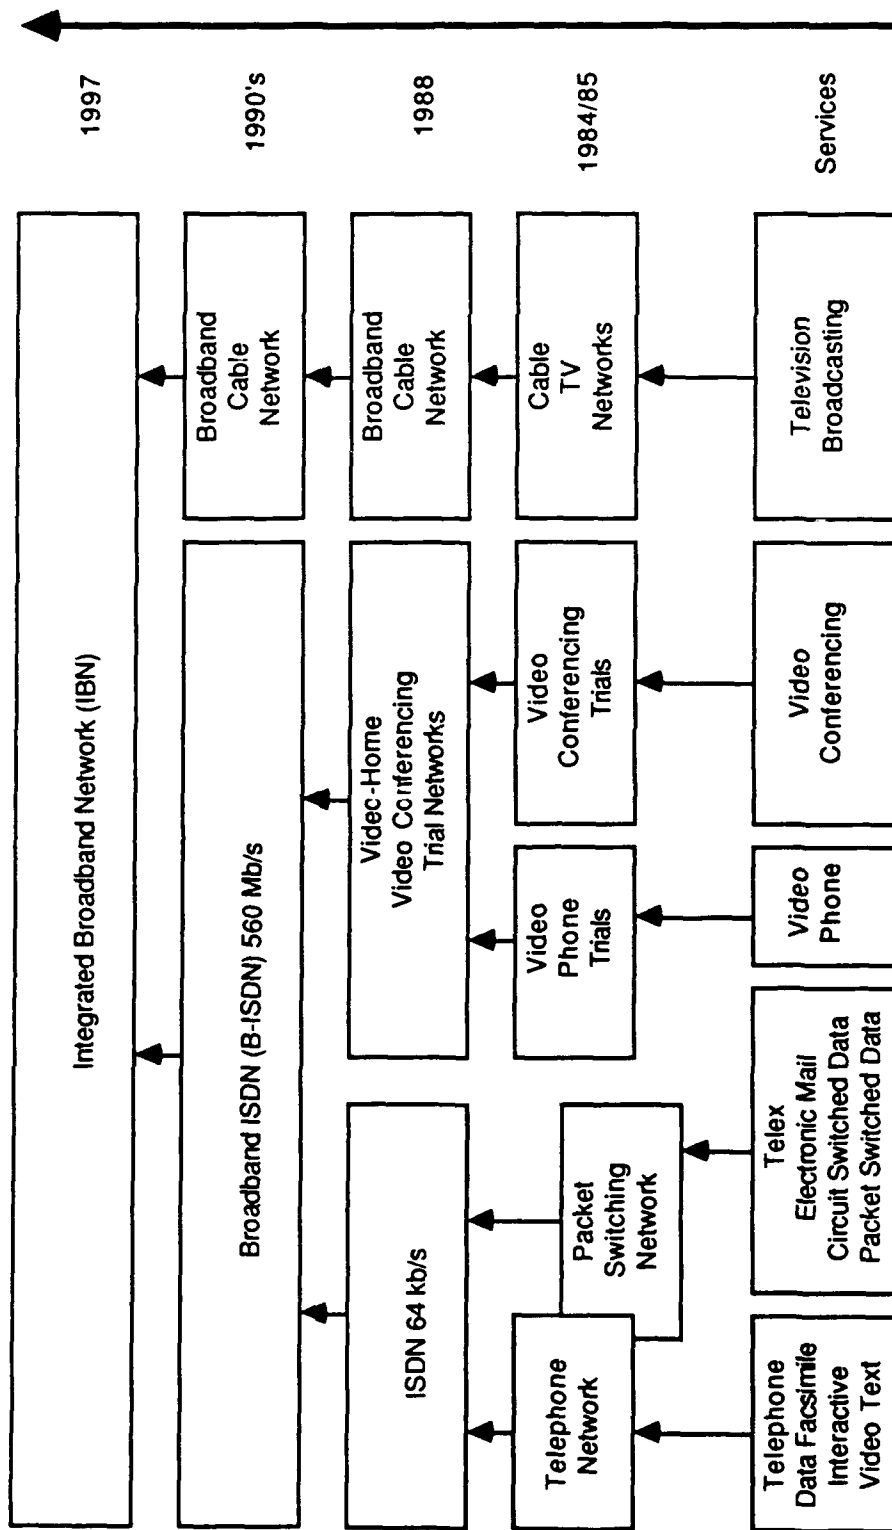 Integrated Broadband Network (IBN)
1997
Broadband ISDN (B-ISDN) 560 Mb/s
Broadband
Cable
Network
1990's
ISDN 64 kb/s
Videc-Home
Video Conferencing
Trial Networks
Broadband
Cable
Network
1988
Telephone
Network
Packet
Switching
Network
Video
Phone
Trials
Video
Conferencing
Trials
Cable
TV
Networks
1984/85
Telephone
Data Facsimile
Interactive
Video Text
Telex
Electronic Mail
Circuit Switched Data
Packet Switched Data
Video
Phone
Video
Conferencing
Television
Broadcasting
Services